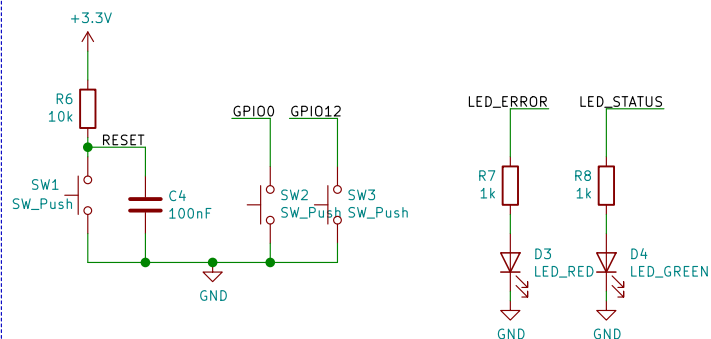 +3.3V
R6
10k
RESET
SW1
SW_Push
C4
100nF
GPIO0
GPIO12
SW2
SW_Push
SW3
SW_Push
GND
LED_ERROR
LED_STATUS
R7
1k
R8
1k
D3
LED_RED
D4
LED_GREEN
GND
GND